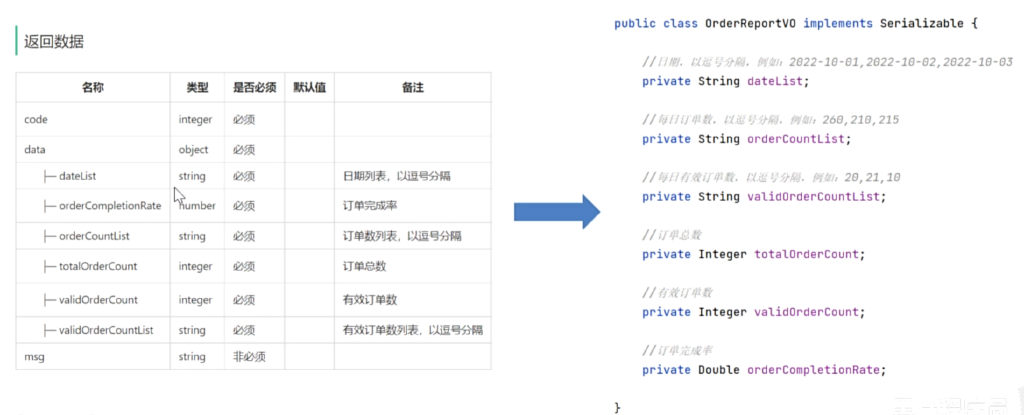 返回数据
名称 类型 是否必须 默认值 备注
code integer 必须
data object 必须
├─ dateList string 必须 日期列表，以逗号分隔
├─ orderCompletionRate number 必须 订单完成率
├─ orderCountList string 必须 订单数列表，以逗号分隔
├─ totalOrderCount integer 必须 订单总数
├─ validOrderCount integer 必须 有效订单数
├─ validOrderCountList string 必须 有效订单数列表，以逗号分隔
msg string 非必须
public class OrderReportVO implements Serializable {
//日期，以逗号分隔，例如：2022-10-01,2022-10-02,2022-10-03
private String dateList;
//每日订单数，以逗号分隔，例如：260,210,215
private String orderCountList;
//每日有效订单数，以逗号分隔，例如：20,21,10
private String validOrderCountList;
//订单总数
private Integer totalOrderCount;
//有效订单数
private Integer validOrderCount;
//订单完成率
private Double orderCompletionRate;
}